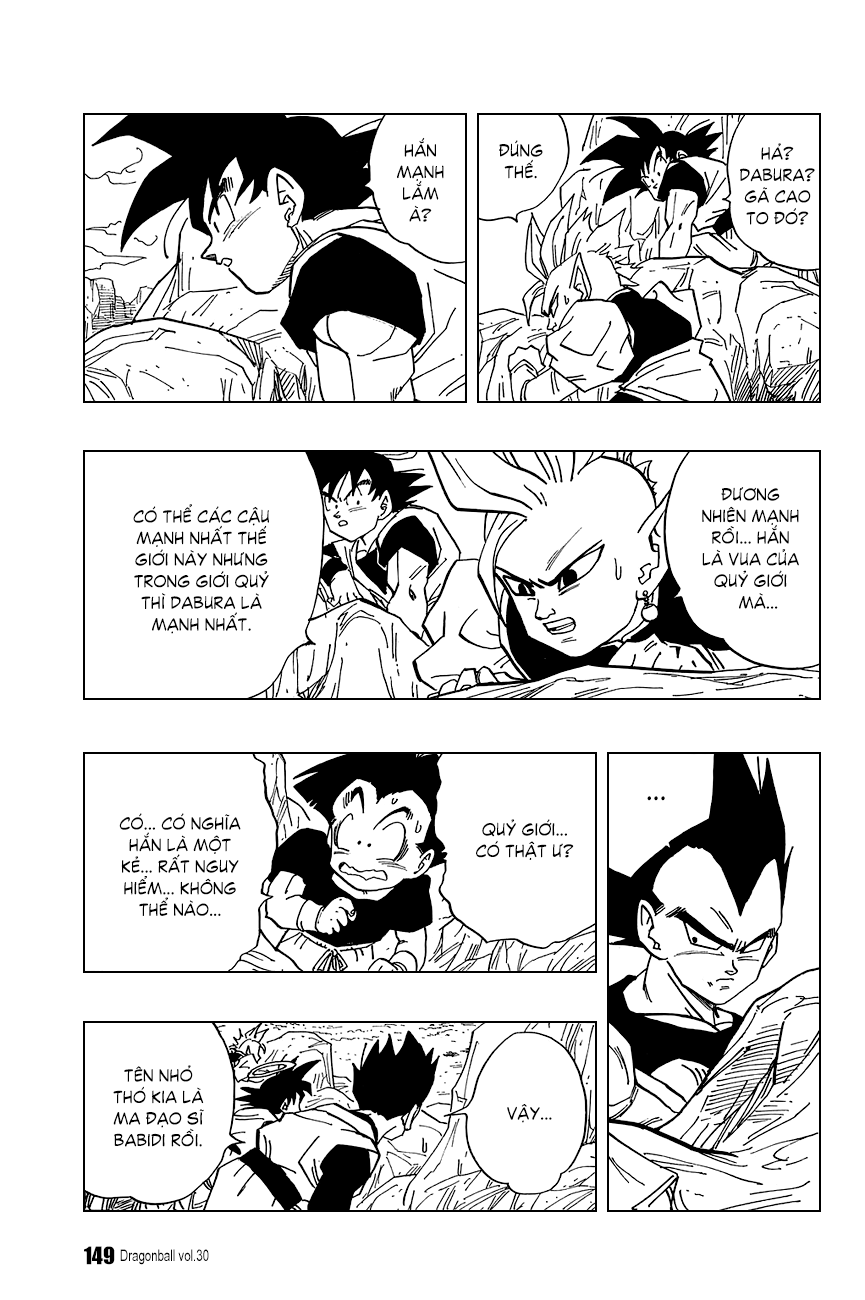 HẢ?
DABURA?
GÃ CAO
TO ĐÓ?
ĐÚNG
THẾ.
HẮN
MẠNH
LẮM
À?
ĐƯƠNG
NHIÊN MẠNH
RỒI... HẮN
LÀ VUA CỦA
QUỶ GIỚI
MÀ...
CÓ THỂ CÁC CẬU
MẠNH NHẤT THẾ
GIỚI NÀY NHƯNG
TRONG GIỚI QUỶ
THÌ DABURA LÀ
MẠNH NHẤT.
...
QUỶ GIỚI...
CÓ THẬT Ư?
CÓ... CÓ NGHĨA
HẮN LÀ MỘT
KẺ... RẤT NGUY
HIỂM... KHÔNG
THỂ NÀO...
VẬY...
TÊN NHỎ
THÓ KIA LÀ
MA ĐẠO SĨ
BABIDI RỒI.
149 Dragonball vol.30